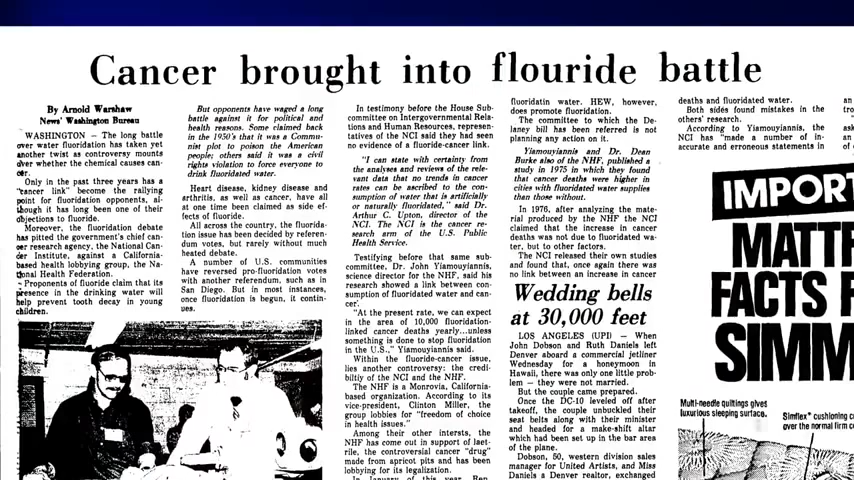 Cancer brought into flouride battle
By Arnold Warshaw
News' Washington Bureau
WASHINGTON — The long battle
over water fluoridation has taken yet
another twist as controversy mounts
over whether the chemical causes can-
cer.
Only in the past three years has a
"cancer link" become the rallying
point for fluoridation opponents, al-
though it has long been one of their
objections to fluoride.
Moreover, the fluoridation debate
has pitted the government's chief can-
cer research agency, the National Can-
cer Institute, against a California-
based health lobbying group, the Na-
tional Health Federation.
Proponents of fluoride claim that its
presence in the drinking water will
help prevent tooth decay in young
children.
But opponents have waged a long
battle against it for political and
health reasons. Some claimed back
in the 1950's that it was a Commu-
nist plot to poison the American
people; others said it was a civil
rights violation to force everyone to
drink fluoridated water.
Heart disease, kidney disease and
arthritis, as well as cancer, have all
at one time been claimed as side ef-
fects of fluoride.
All across the country, the fluorida-
tion issue has been decided by referen-
dum votes, but rarely without much
heated debate.
A number of U.S. communities
have reversed pro-fluoridation votes
with another referendum, such as in
San Diego. But in most instances,
once fluoridation is begun, it contin-
ues.
In testimony before the House Sub-
committee on Intergovernmental Rela-
tions and Human Resources, represen-
tatives of the NCI said they had seen
no evidence of a fluoride-cancer link.
"I can state with certainty from
the analyses and reviews of the rele-
vant data that no trends in cancer
rates can be ascribed to the con-
sumption of water that is artificially
or naturally fluoridated," said Dr.
Arthur C. Upton, director of the
NCI. The NCI is the cancer re-
search arm of the U.S. Public
Health Service.
Testifying before that same sub-
committee, Dr. John Yiamouyiannis,
science director for the NHF, said his
research showed a link between con-
sumption of fluoridated water and can-
cer.
"At the present rate, we can expect
in the area of 10,000 fluoridation-
linked cancer deaths yearly...unless
something is done to stop fluoridation
in the U.S.," Yiamouyiannis said.
Within the fluoride-cancer issue,
lies another controversy: the credi-
biltiy of the NCI and the NHF.
The NHF is a Monrovia, California-
based organization. According to its
vice-president, Clinton Miller, the
group lobbies for "freedom of choice
in health issues."
Among their other intersts, the
NHF has come out in support of laet-
rile, the controversial cancer "drug"
made from apricot pits and has been
lobbying for its legalization.
In January of this year, Rep.
fluoridatin water. HEW, however,
does promote fluoridation.
The committee to which the De-
laney bill has been referred is not
planning any action on it.
Yiamouyiannis and Dr. Dean
Burke also of the NHF, published a
study in 1975 in which they found
that cancer deaths were higher in
cities with fluoridated water supplies
than those without.
In 1976, after analyzing the mate-
rial produced by the NHF the NCI
claimed that the increase in cancer
deaths was not due to fluoridated wa-
ter, but to other factors.
The NCI released their own studies
and found that, once again there was
no link between an increase in cancer
Wedding bells
at 30,000 feet
LOS ANGELES (UPI) — When
John Dobson and Ruth Daniels left
Denver aboard a commercial jetliner
Wednesday for a honeymoon in
Hawaii, there was only one little prob-
lem — they were not married.
But the couple came prepared.
Once the DC-10 leveled off after
takeoff, the couple unbuckled their
seat belts along with their minister
and headed for a make-shift altar
which had been set up in the bar area
of the plane.
Dobson, 50, western division sales
manager for United Artists, and Miss
Daniels a Denver realtor, exchanged
deaths and fluoridated water.
Both sides found mistakes in the
others' research.
According to Yiamouyiannis, the
NCI has "made a number of in-
accurate and erroneous statements in
an
tro
ask
an
of
IMPORT
MATTR
FACTS F
SIMM
Multi-needle quiltings gives
luxurious sleeping surface.
Simflex® cushioning c
over the normal firm c